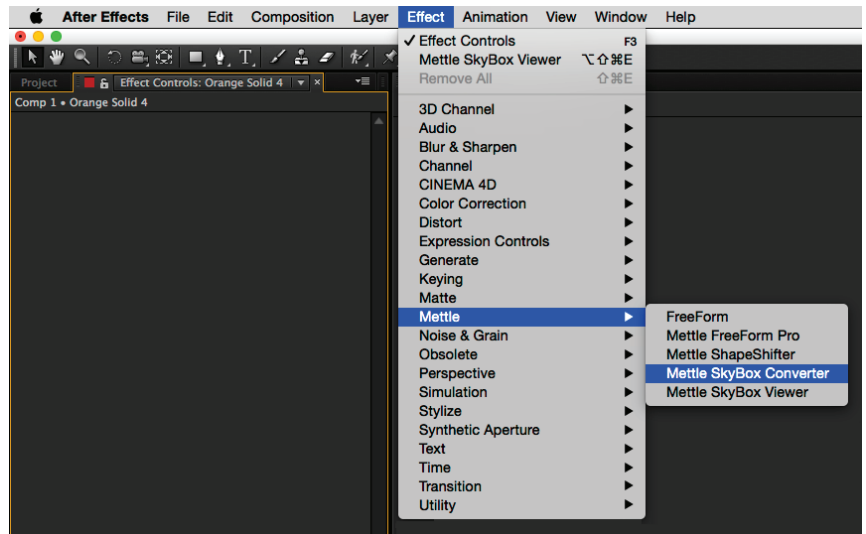 After Effects File Edit Composition Layer Effect Animation View Window Help
Project Effect Controls: Orange Solid 4
Comp 1 • Orange Solid 4
✓ Effect Controls F3
Mettle SkyBox Viewer ⌥⇧⌘E
Remove All ⇧⌘E
3D Channel
Audio
Blur & Sharpen
Channel
CINEMA 4D
Color Correction
Distort
Expression Controls
Generate
Keying
Matte
Mettle
Noise & Grain
Obsolete
Perspective
Simulation
Stylize
Synthetic Aperture
Text
Time
Transition
Utility
FreeForm
Mettle FreeForm Pro
Mettle ShapeShifter
Mettle SkyBox Converter
Mettle SkyBox Viewer